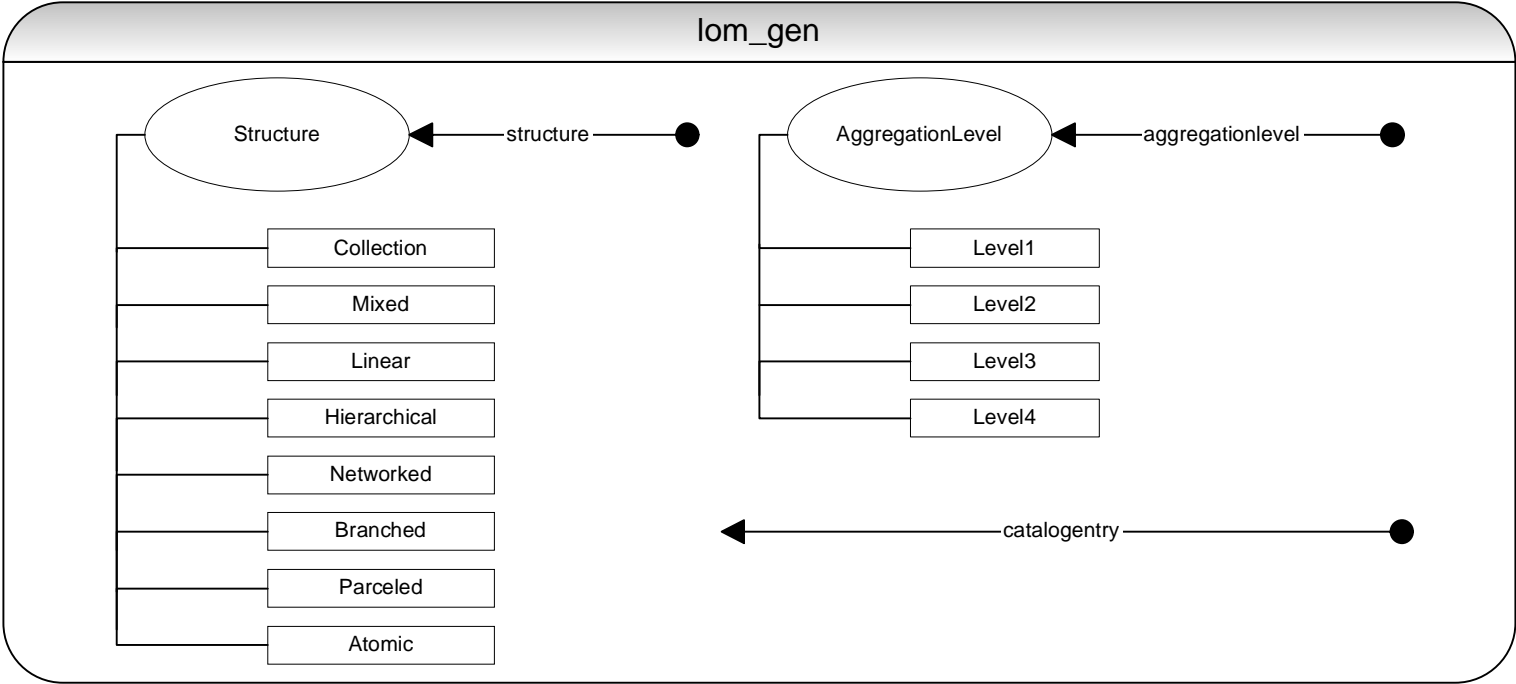 lom_gen
Structure
structure
AggregationLevel
aggregationlevel
Collection
Mixed
Linear
Hierarchical
Networked
Branched
Parceled
Atomic
Level1
Level2
Level3
Level4
catalogentry